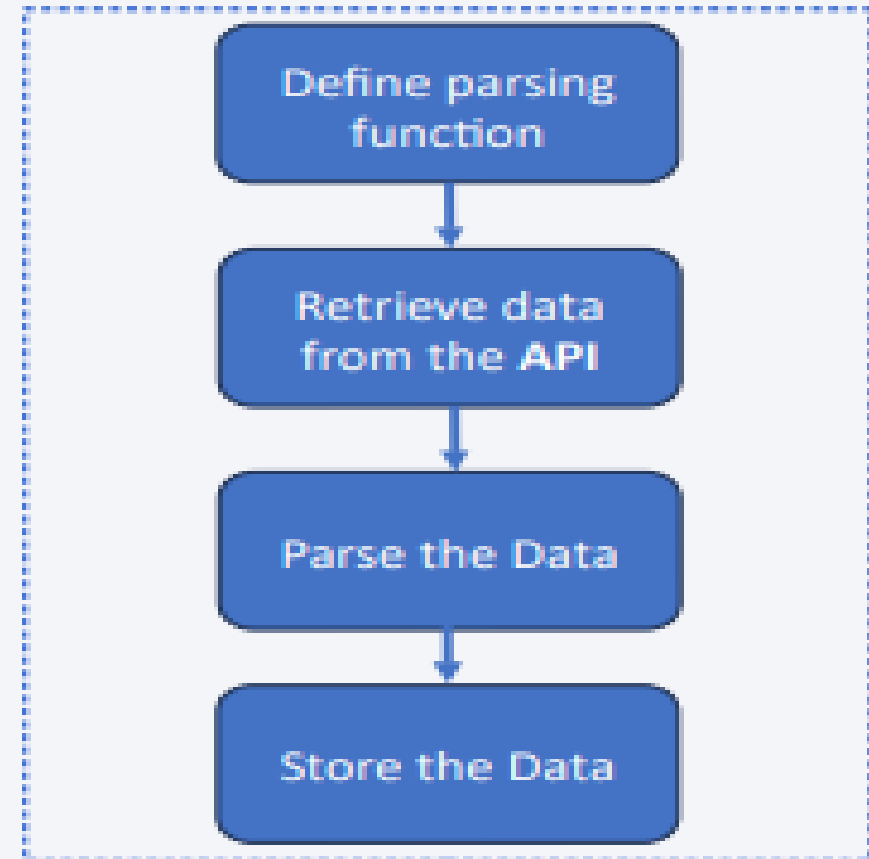 Define parsing
function
Retrieve data
from the API
Parse the Data
Store the Data